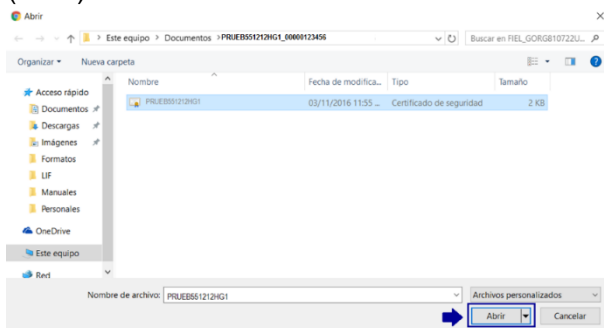 Abrir
Este equipo > Documentos >PRUEB551212HG1_00000123456
Buscar en FIEL_GORGB10722U...
Organizar
Nueva carpeta
Nombre
Fecha de modifica...
Tipo
Tamaño
Acceso rápido
PRUEB551212HG1
03/11/2016 11:55 ...
Certificado de seguridad
2 KB
Documentos
Descargas
Imágenes
Formatos
LIF
Manuales
Personales
OneDrive
Este equipo
Red
Nombre de archivo:
PRUEB551212HG1
Archivos personalizados
Abrir
Cancelar